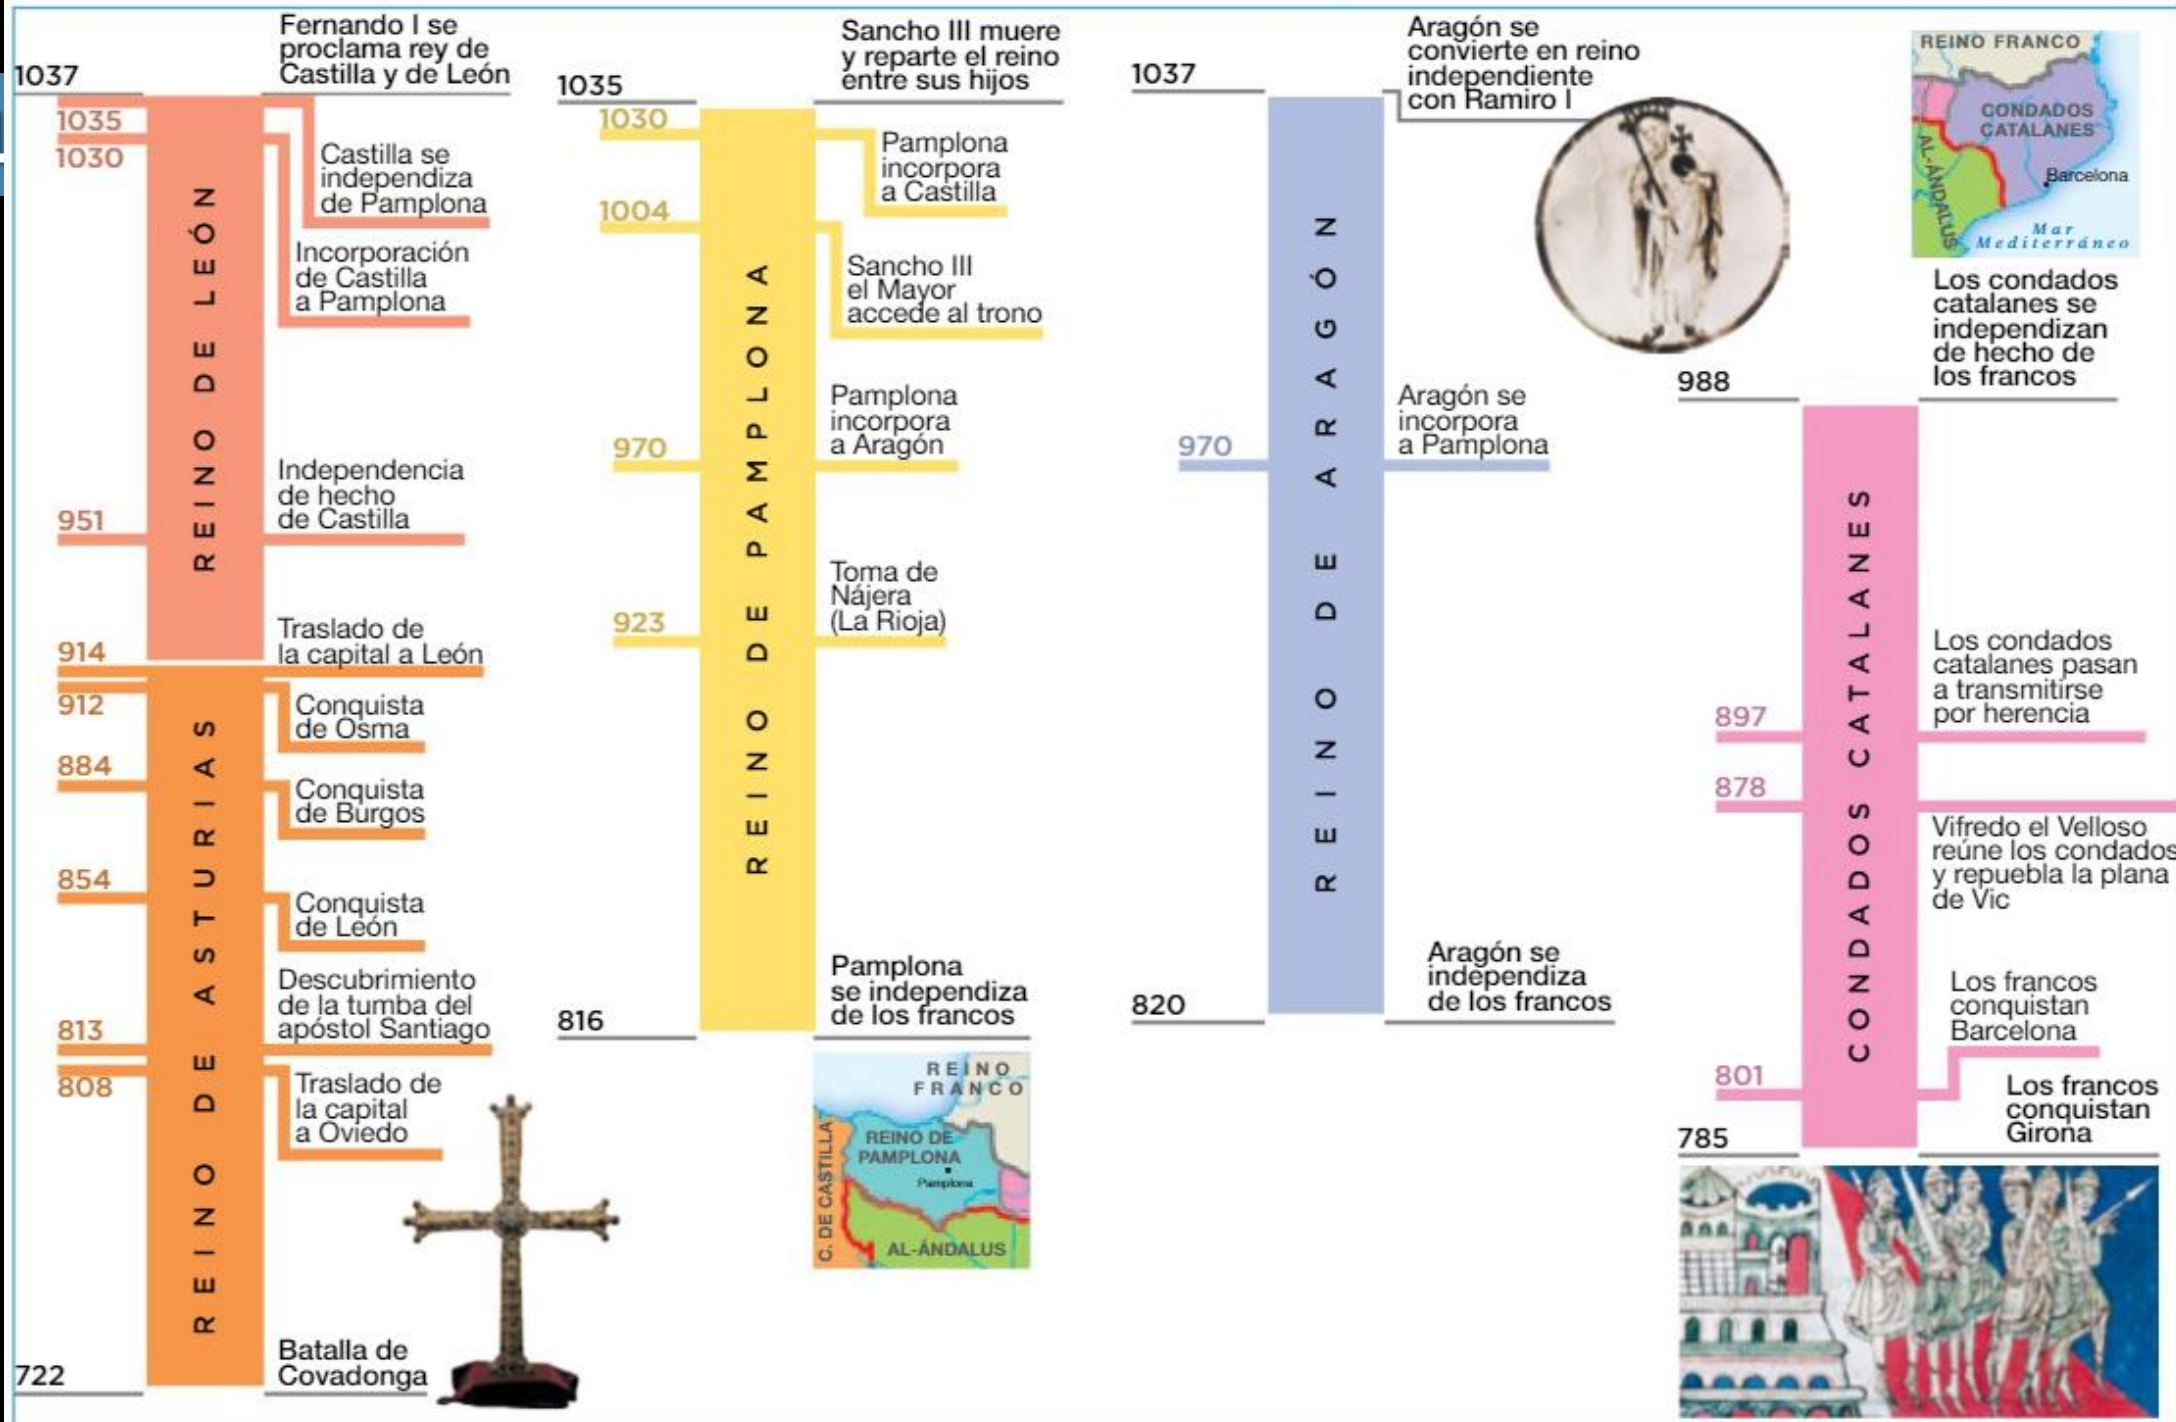 1037
Fernando I se
proclama rey de
Castilla y de León
1035
1030
Castilla se
independiza
de Pamplona
Incorporación
de Castilla
a Pamplona
REINO DE LEÓN
951
Independencia
de hecho
de Castilla
914
Traslado de
la capital a León
912
Conquista
de Osma
884
Conquista
de Burgos
854
Conquista
de León
REINO DE ASTURIAS
813
Descubrimiento
de la tumba del
apóstol Santiago
808
Traslado de
la capital
a Oviedo
722
Batalla de
Covadonga
1035
Sancho III muere
y reparte el reino
entre sus hijos
1030
Pamplona
incorpora
a Castilla
1004
Sancho III
el Mayor
accede al trono
REINO DE PAMPLONA
970
Pamplona
incorpora
a Aragón
923
Toma de
Nájera
(La Rioja)
816
Pamplona
se independiza
de los francos
REINO
FRANCO
REINO DE
PAMPLONA
Pamplona
C. DE CASTILLA
AL-ÁNDALUS
1037
Aragón se
convierte en reino
independiente
con Ramiro I
REINO DE ARAGÓN
970
Aragón se
incorpora
a Pamplona
820
Aragón se
independiza
de los francos
REINO FRANCO
CONDADOS
CATALANES
AL-ÁNDALUS
Barcelona
Mar
Mediterráneo
988
Los condados
catalanes se
independizan
de hecho de
los francos
CONDADOS CATALANES
897
Los condados
catalanes pasan
a transmitirse
por herencia
878
Vifredo el Velloso
reúne los condados
y repuebla la plana
de Vic
801
Los francos
conquistan
Barcelona
785
Los francos
conquistan
Girona